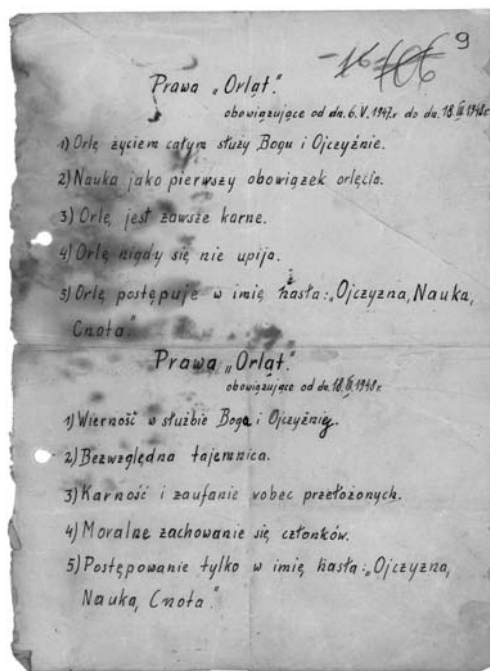 9
-16
106
Prawa „Orląt."
obowiązujące od dn. 6. V. 1947.r do dn. 18.II.1948r.
1) Orlę życiem całym służy Bogu i Ojczyźnie.
2) Nauka jako pierwszy obowiązek orlęcia.
3) Orlę jest zawsze karne.
4) Orlę nigdy się nie upija.
5) Orlę postępuje w imię hasła: „Ojczyzna, Nauka,
Cnota."
Prawa „Orląt."
obowiązujące od dn. 18.II.1948r.
1) Wierność w służbie Boga i Ojczyźnię.
2) Bezwzględna tajemnica.
3) Karność i zaufanie wobec przełożonych.
4) Moralne zachowanie się członków.
5) Postępowanie tylko w imię hasła: „Ojczyzna,
Nauka, Cnota."